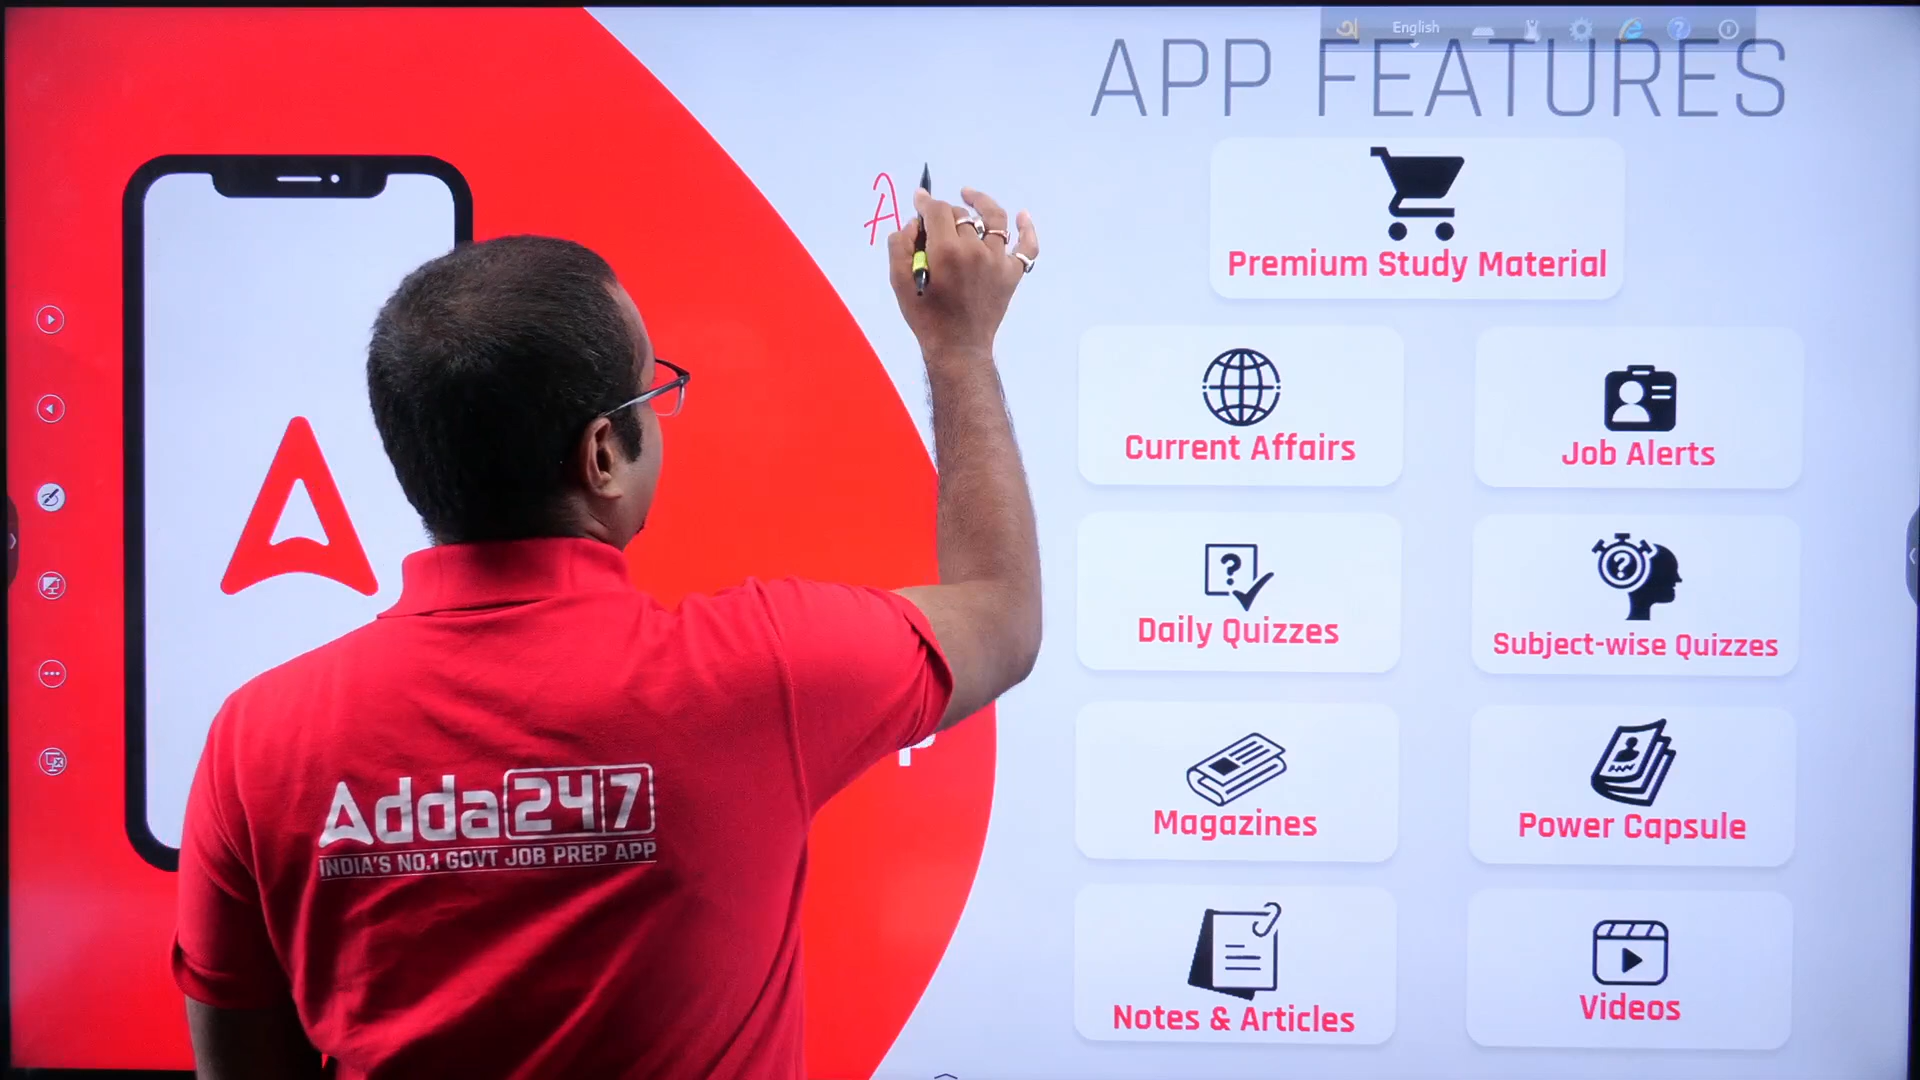 English
APP FEATURES
A
Premium Study Material
Current Affairs
Job Alerts
Daily Quizzes
Subject-wise Quizzes
Magazines
Power Capsule
Notes & Articles
Videos
Adda247
INDIA'S NO.1 GOVT JOB PREP APP